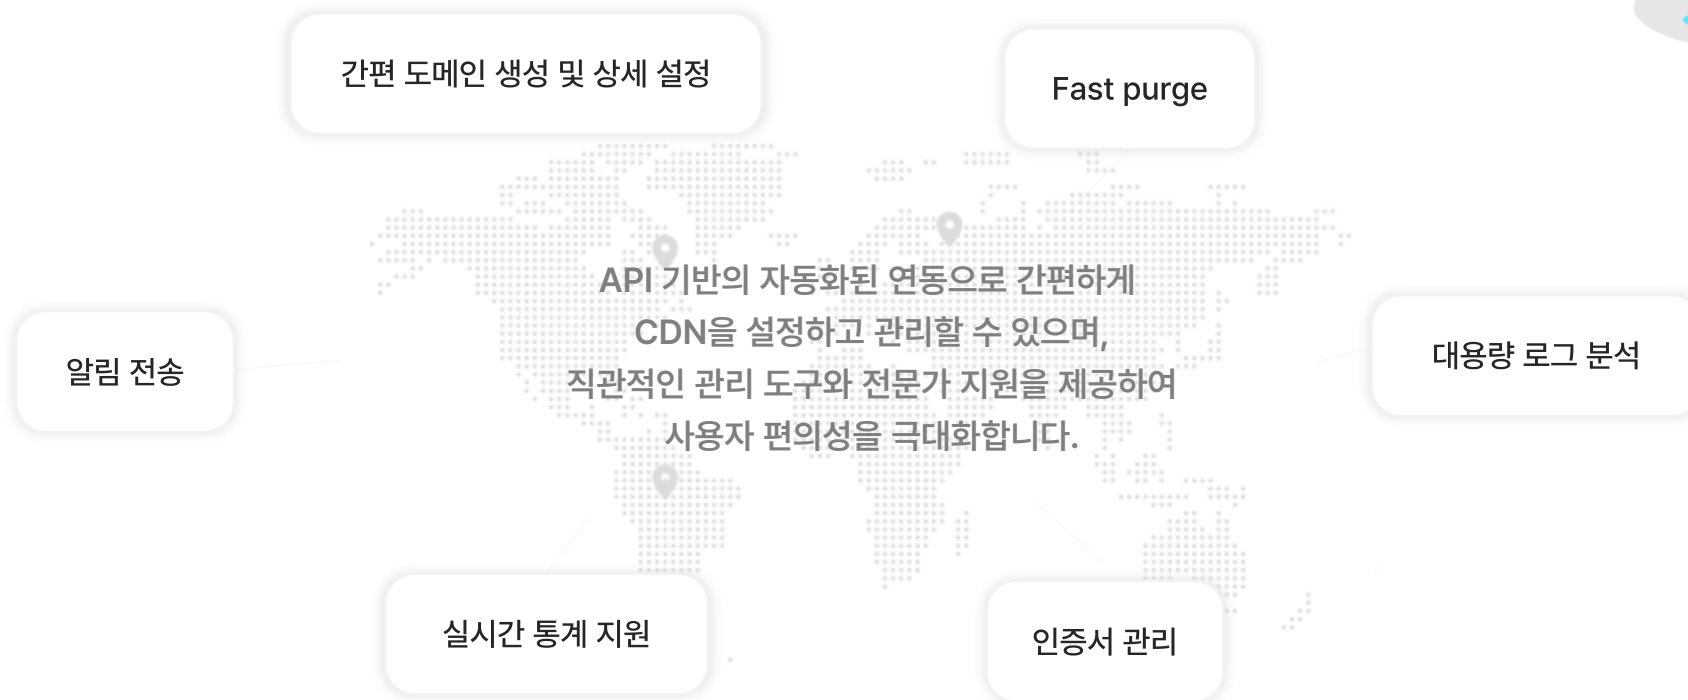 간편 도메인 생성 및 상세 설정
Fast purge
API 기반의 자동화된 연동으로 간편하게
CDN을 설정하고 관리할 수 있으며,
직관적인 관리 도구와 전문가 지원을 제공하여
사용자 편의성을 극대화합니다.
알림 전송
대용량 로그 분석
실시간 통계 지원
인증서 관리